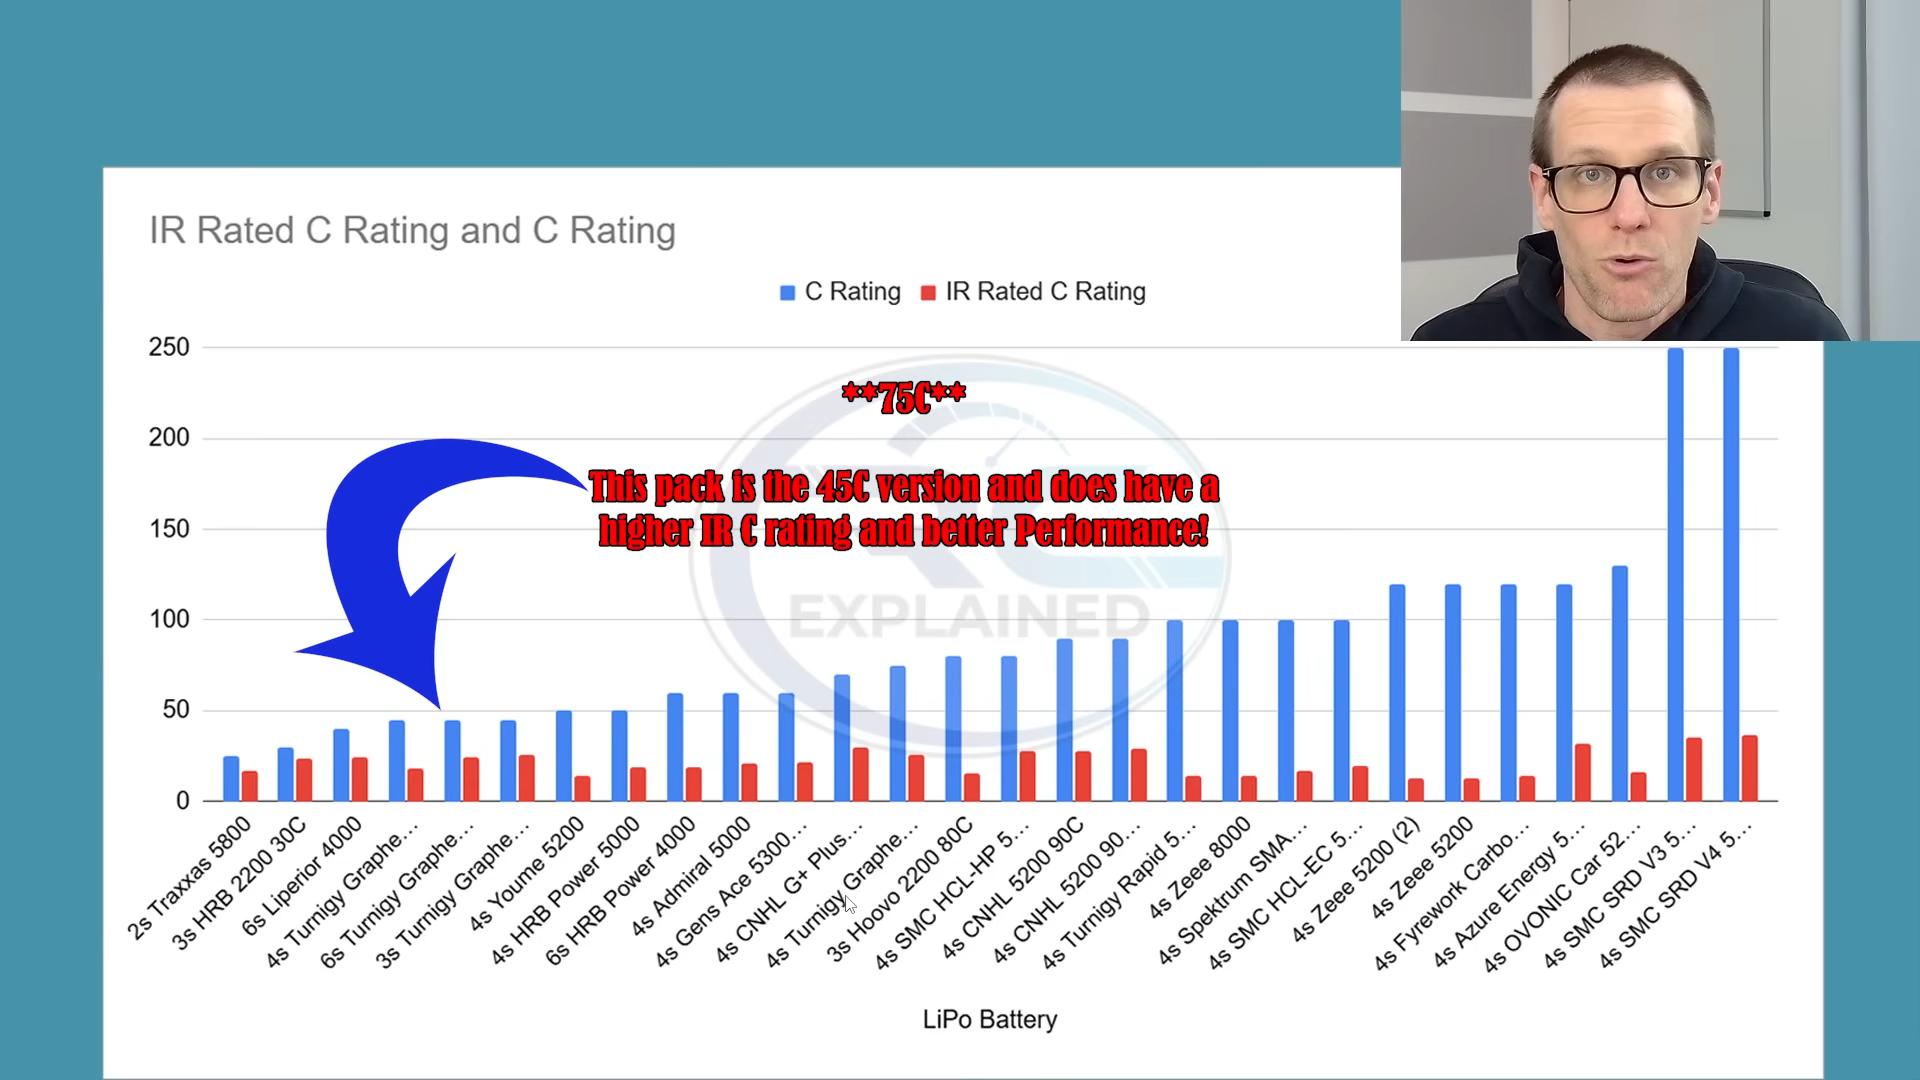 IR Rated C Rating and C Rating
C Rating
IR Rated C Rating
250
200
150
100
50
0
**75C**
This pack is the 45C version and does have a
higher IR C rating and better Performance!
EXPLAINED
2s Traxxas 5800
3s HRB 2200 30C
6s Liperior 4000
4s Turnigy Graphe...
6s Turnigy Graphe...
3s Turnigy Graphe...
4s Youme 5200
4s HRB Power 5000
6s HRB Power 4000
4s Admiral 5000
4s Gens Ace 5300...
4s CNHL G+ Plus...
4s Turnigy Graphe...
3s Hoovo 2200 80C
4s SMC HCL-HP 5...
4s CNHL 5200 90C
4s CNHL 5200 90...
4s Turnigy Rapid 5...
4s Zeee 8000
4s Spektrum SMA...
4s SMC HCL-EC 5...
4s Zeee 5200 (2)
4s Zeee 5200
4s Fyrework Carbo...
4s Azure Energy 5...
4s OVONIC Car 52...
4s SMC SRD V3 5...
4s SMC SRD V4 5...
LiPo Battery